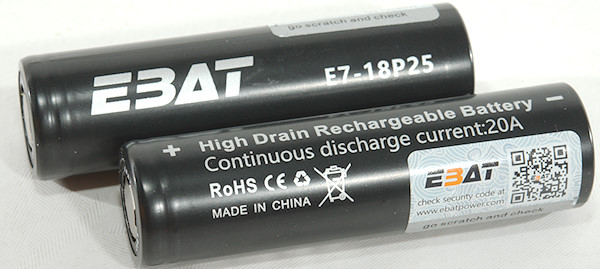 go scratch and check
EBAT
E7-18P25
+ High Drain Rechargeable Battery -
Continuous discharge current:20A
RoHS CE
MADE IN CHINA
EBAT
check security code at
www.ebatpower.com
go scratch and check